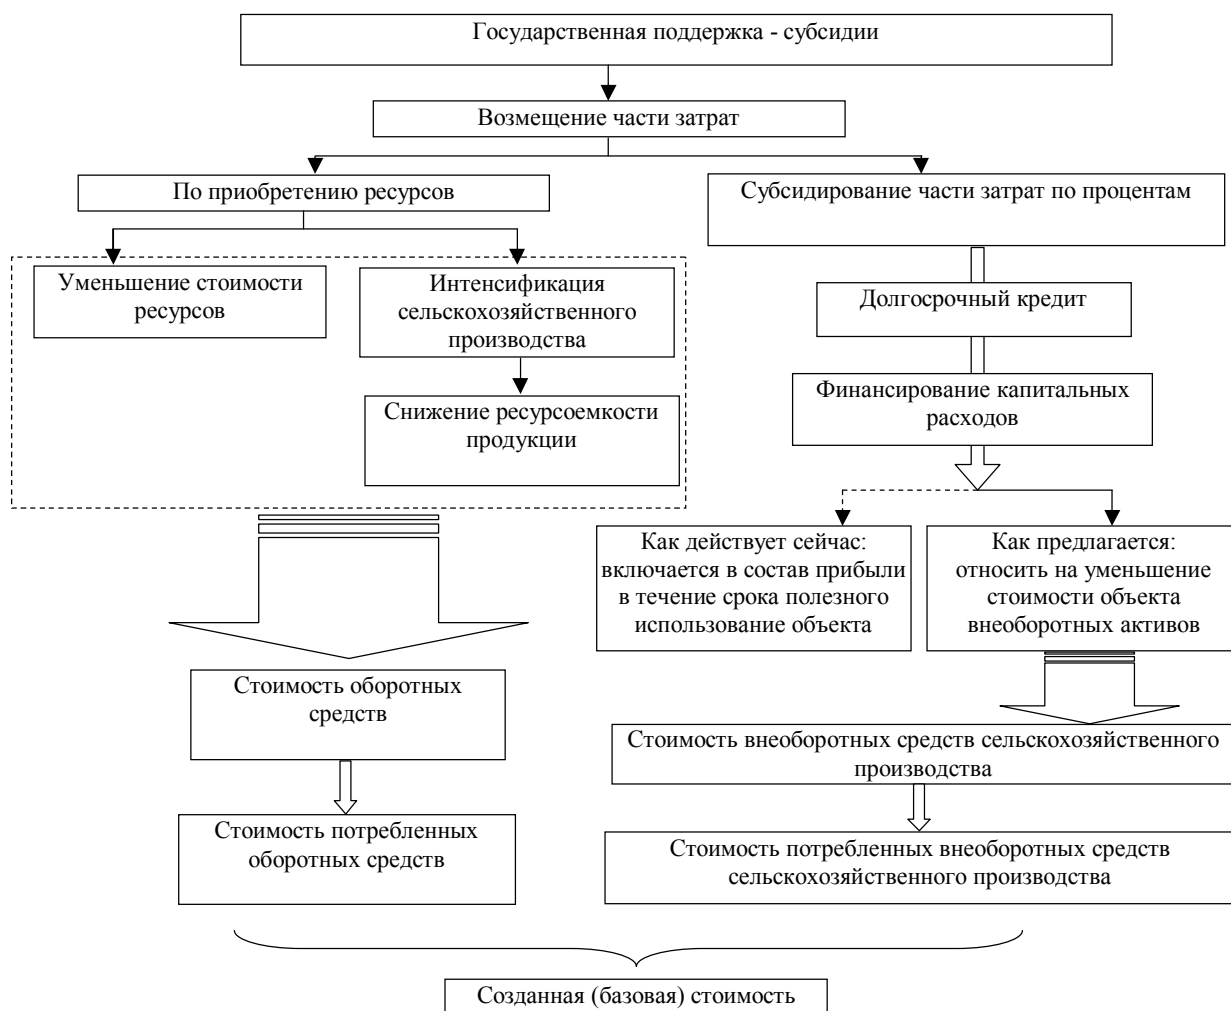 Государственная поддержка - субсидии
Возмещение части затрат
По приобретению ресурсов
Субсидирование части затрат по процентам
Уменьшение стоимости
ресурсов
Интенсификация
сельскохозяйственного
производства
Долгосрочный кредит
Снижение ресурсоемкости
продукции
Финансирование капитальных
расходов
Как действует сейчас:
включается в состав прибыли
в течение срока полезного
использование объекта
Как предлагается:
относить на уменьшение
стоимости объекта
внеоборотных активов
Стоимость оборотных
средств
Стоимость внеоборотных средств сельскохозяйственного
производства
Стоимость потребленных
оборотных средств
Стоимость потребленных внеоборотных средств
сельскохозяйственного производства
Созданная (базовая) стоимость